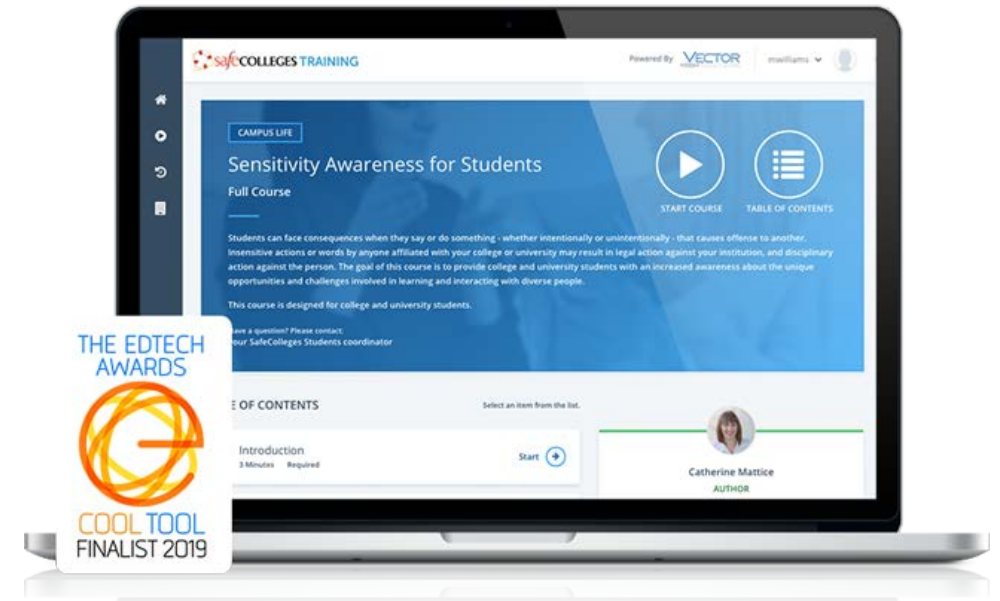 safeCOLLEGES TRAINING
Powered By VECTOR
mwilliams
CAMPUS LIFE
Sensitivity Awareness for Students
Full Course
START COURSE
TABLE OF CONTENTS
Students can face consequences when they say or do something - whether intentionally or unintentionally - that causes offense to another.
Insensitive actions or words by anyone affiliated with your college or university may result in legal action against your institution, and disciplinary
action against the person. The goal of this course is to provide college and university students with an increased awareness about the unique
opportunities and challenges involved in learning and interacting with diverse people.
This course is designed for college and university students.
ave a question? Please contact:
our SafeColleges Students coordinator
E OF CONTENTS
Select an item from the list.
Introduction
3 Minutes Required
Start
Catherine Mattice
AUTHOR
THE EDTECH
AWARDS
e
COOL TOOL
FINALIST 2019